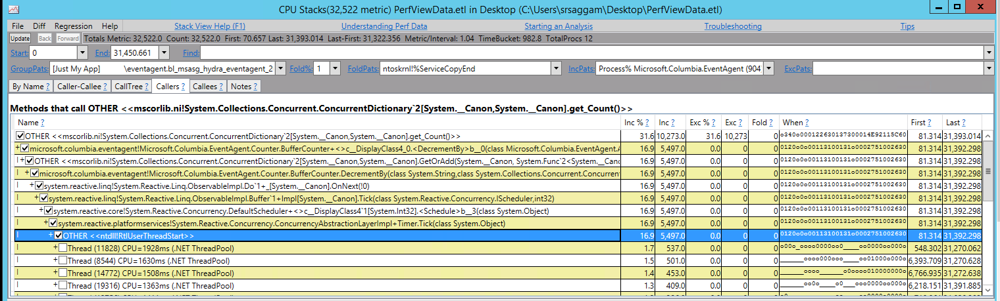 CPU Stacks(32,522 metric) PerfViewData.etl in Desktop (C:\Users\srsaggam\Desktop\PerfViewData.etl)
File Diff Regression Help Stack View Help (F1) Understanding Perf Data Starting an Analysis Troubleshooting Tips
Update Back Forward Totals Metric: 32,522.0 Count: 32,522.0 First: 70.657 Last: 31,393.014 Last-First: 31,322.356 Metric/Interval: 1.04 TimeBucket: 982.8 TotalProcs 12
Start: 0 End: 31,450.661 Find:
GroupPats: [Just My App] \eventagent.bl_msasg_hydra_eventagent_2 Fold%: 1 FoldPats: ntoskrnl!%ServiceCopyEnd IncPats: Process% Microsoft.Columbia.EventAgent (904) ExcPats:
By Name ? Caller-Callee ? CallTree ? Callers ? Callees ? Notes ?
Methods that call OTHER <<mscorlib.ni!System.Collections.Concurrent.ConcurrentDictionary`2[System.__Canon,System.__Canon].get_Count()>>
Name ? Inc % ? Inc ? Exc % ? Exc ? Fold ? When ? First ? Last ?
OTHER <<mscorlib.ni!System.Collections.Concurrent.ConcurrentDictionary`2[System.__Canon,System.__Canon].get_Count()>> 31.6 10,273.0 31.6 10,273 0 o340o000122630137300014E92115C60 81.314 31,393.014
+ microsoft.columbia.eventagent!Microsoft.Columbia.EventAgent.Counter.BufferCounter+<>c__DisplayClass4_0.<DecrementBy>b__0(class Microsoft.Columbia.EventAgent.A 16.9 5,497.0 0.0 0 0 0120o0o00113100131o0002751002630 81.314 31,392.298
+ OTHER <<mscorlib.ni!System.Collections.Concurrent.ConcurrentDictionary`2[System.__Canon,System.__Canon].GetOrAdd(System.__Canon, System.Func`2<System.__Can 16.9 5,497.0 0.0 0 0 0120o0o00113100131o0002751002630 81.314 31,392.298
+ microsoft.columbia.eventagent!Microsoft.Columbia.EventAgent.Counter.BufferCounter.DecrementBy(class System.String,class System.Collections.Concurrent.Concurren 16.9 5,497.0 0.0 0 0 0120o0o00113100131o0002751002630 81.314 31,392.298
+ system.reactive.linq!System.Reactive.Linq.ObservableImpl.Do`1+_[System.__Canon].OnNext(!0) 16.9 5,497.0 0.0 0 0 0120o0o00113100131o0002751002630 81.314 31,392.298
+ system.reactive.linq!System.Reactive.Linq.ObservableImpl.Buffer`1+Impl[System.__Canon].Tick(class System.Reactive.Concurrency.IScheduler,int32) 16.9 5,497.0 0.0 0 0 0120o0o00113100131o0002751002630 81.314 31,392.298
+ system.reactive.core!System.Reactive.Concurrency.DefaultScheduler+<>c__DisplayClass4`1[System.Int32].<Schedule>b__3(class System.Object) 16.9 5,497.0 0.0 0 0 0120o0o00113100131o0002751002630 81.314 31,392.298
+ system.reactive.platformservices!System.Reactive.Concurrency.ConcurrencyAbstractionLayerImpl+Timer.Tick(class System.Object) 16.9 5,497.0 0.0 0 0 0120o0o00113100131o0002751002630 81.314 31,392.298
+ OTHER <<ntdll!RtlUserThreadStart>> 16.9 5,497.0 0.0 0 0 0120o0o00113100131o0002751002630 81.314 31,392.298
+ Thread (11828) CPU=1928ms (.NET ThreadPool) 1.7 537.0 0.0 0 0 548.302 31,270.062
+ Thread (8544) CPU=1630ms (.NET ThreadPool) 1.5 501.0 0.0 0 0 6,393.709 31,270.628
+ Thread (14772) CPU=1508ms (.NET ThreadPool) 1.4 453.0 0.0 0 0 6,766.935 31,272.638
+ Thread (19316) CPU=1363ms (.NET ThreadPool) 1.3 409.0 0.0 0 0 6,218.151 31,391.885